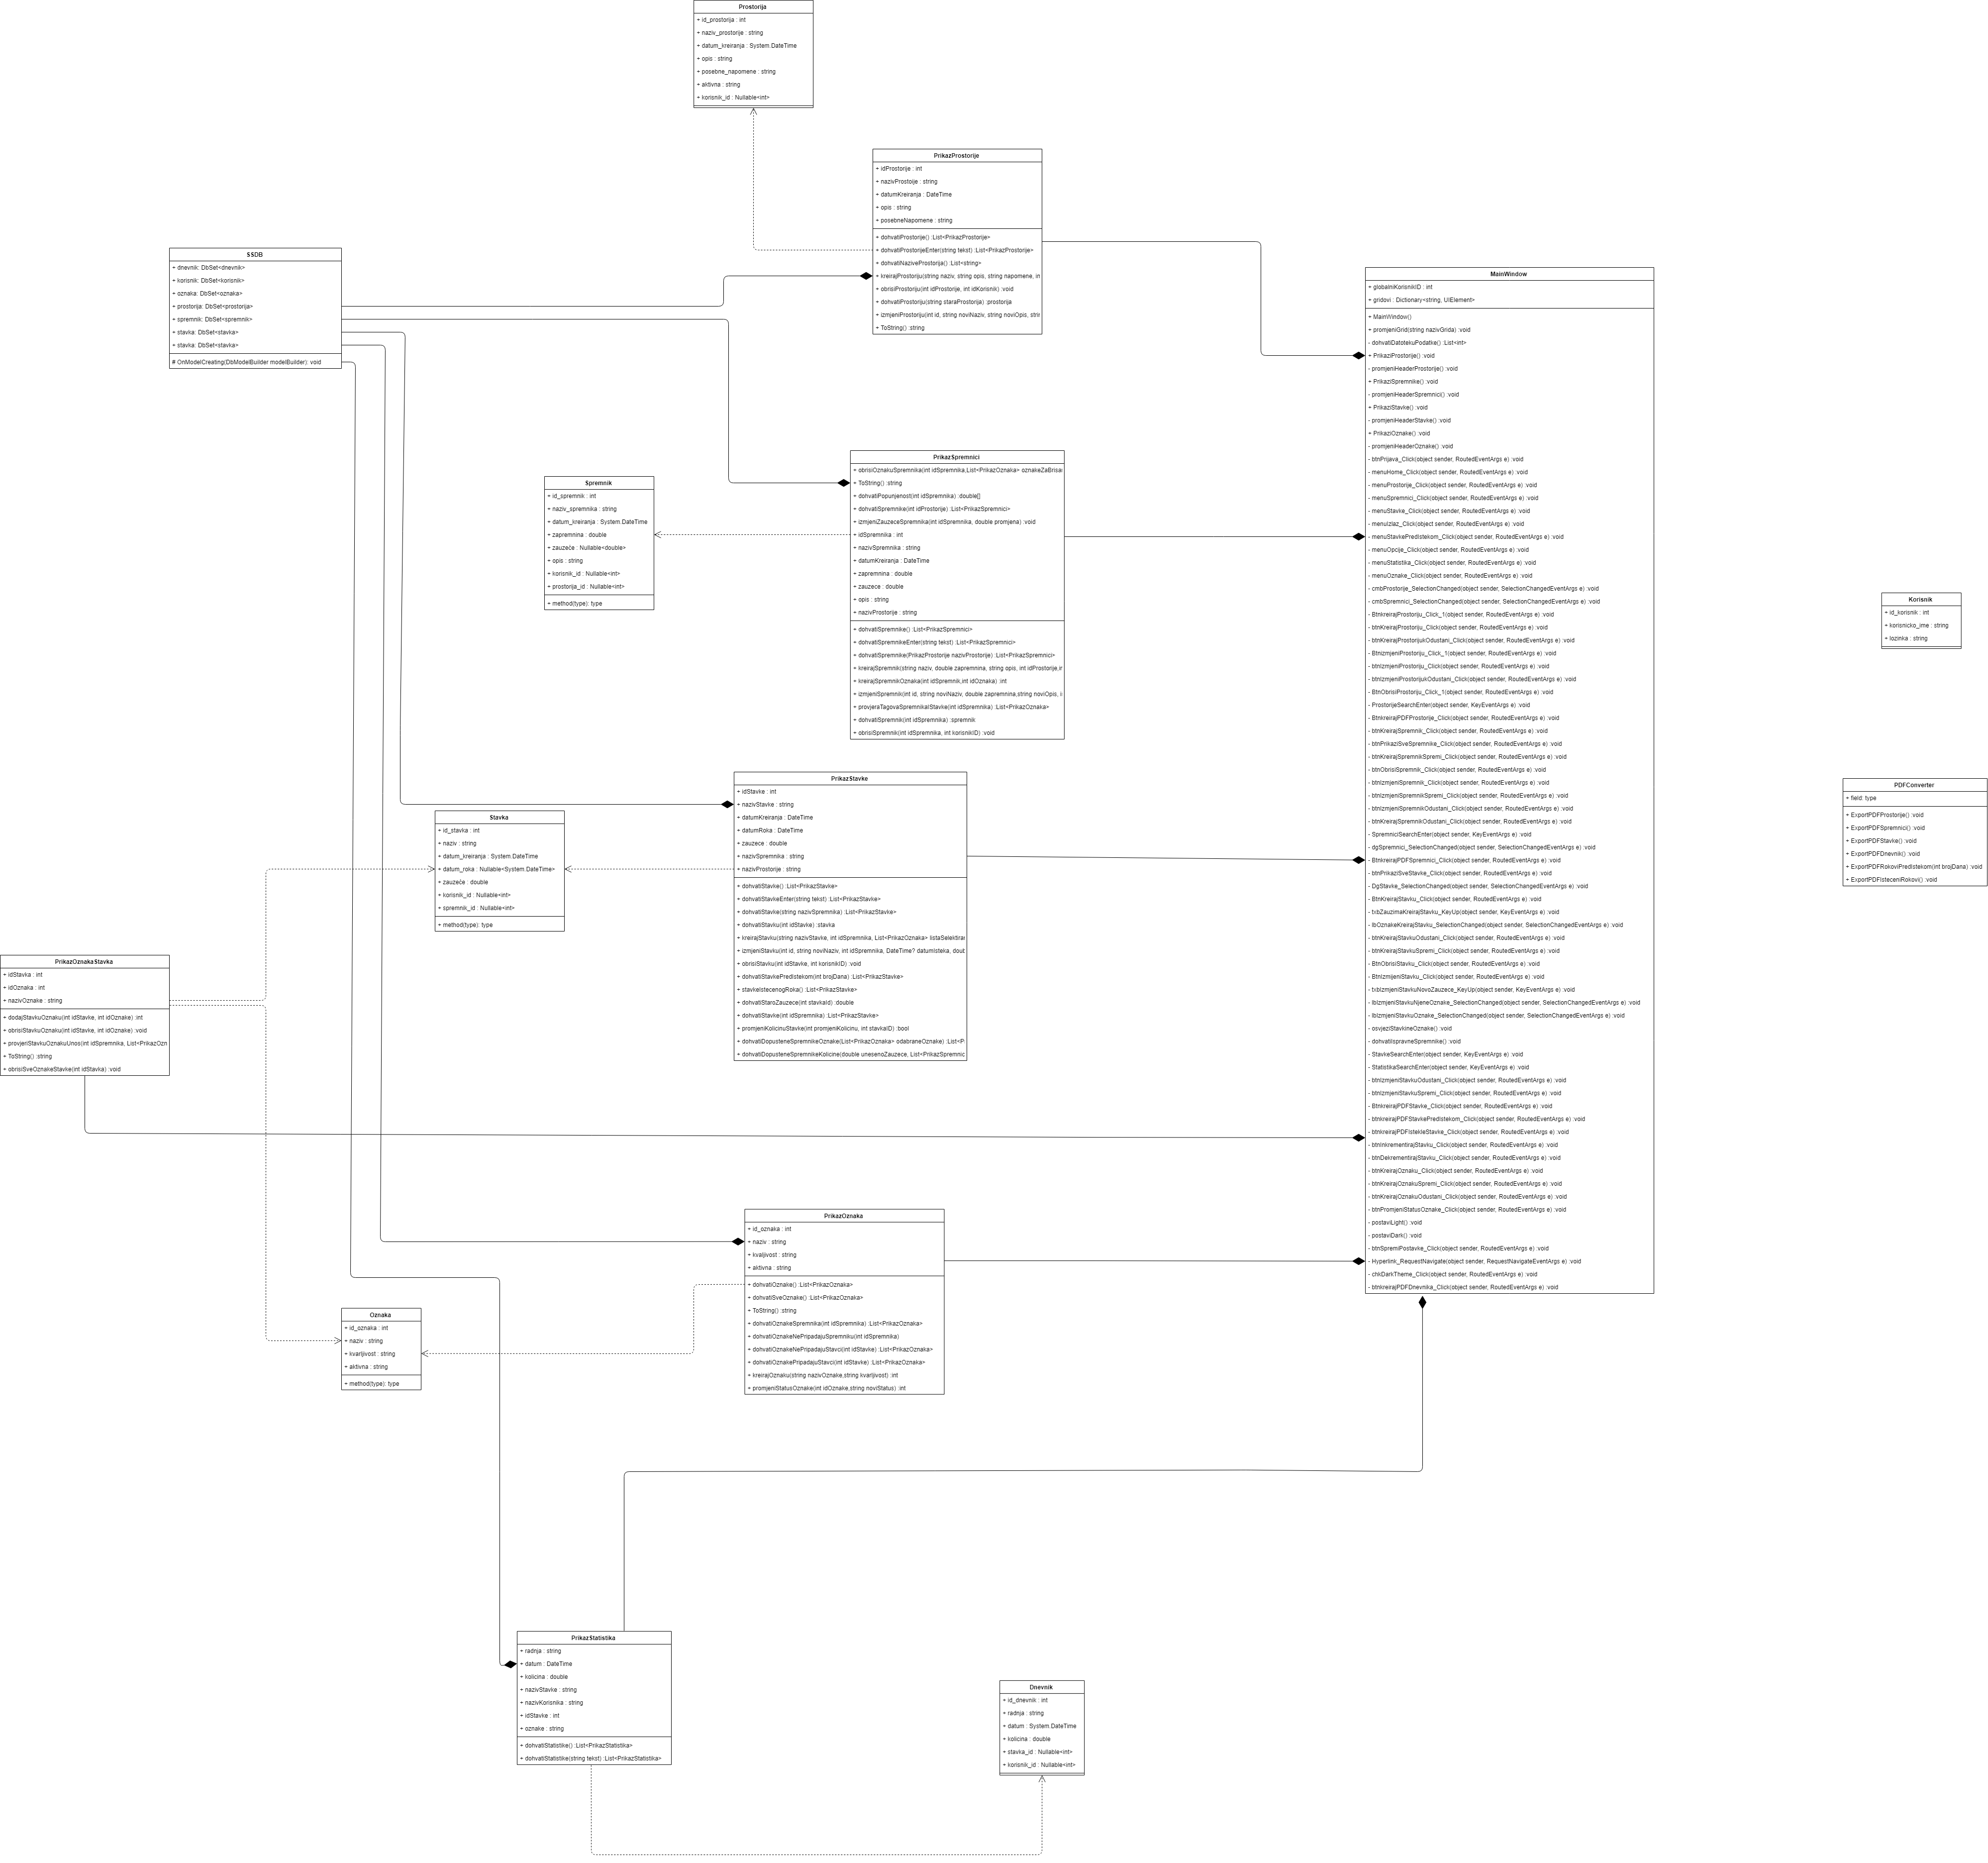 Prostorija
+ id_prostorija : int
+ naziv_prostorije : string
+ datum_kreiranja : System.DateTime
+ opis : string
+ posebne_napomene : string
+ aktivna : string
+ korisnik_id : Nullable<int>
PrikazProstorije
+ idProstorije : int
+ nazivProstoije : string
+ datumKreiranja : DateTime
+ opis : string
+ posebneNapomene : string
+ dohvatiProstorije() :List<PrikazProstorije>
+ dohvatiProstorijeEnter(string tekst) :List<PrikazProstorije>
+ dohvatiNaziveProstorija() :List<string>
+ kreirajProstoriju(string naziv, string opis, string napomene, in
+ obrisiProstoriju(int idProstorije, int idKorisnik) :void
+ dohvatiProstoriju(string staraProstorija) :prostorija
+ izmjeniProstoriju(int id, string noviNaziv, string noviOpis, strin
+ ToString() :string
SSDB
+ dnevnik: DbSet<dnevnik>
+ korisnik: DbSet<korisnik>
+ oznaka: DbSet<oznaka>
+ prostorija: DbSet<prostorija>
+ spremnik: DbSet<spremnik>
+ stavka: DbSet<stavka>
+ stavka: DbSet<stavka>
# OnModelCreating(DbModelBuilder modelBuilder): void
MainWindow
+ globalniKorisnikID : int
+ gridovi : Dictionary<string, UIElement>
+ MainWindow()
+ promjeniGrid(string nazivGrida) :void
- dohvatiDatotekuPodatke() :List<int>
+ PrikaziProstorije() :void
- promjeniHeaderProstorije() :void
+ PrikaziSpremnike() :void
- promjeniHeaderSpremnici() :void
+ PrikaziStavke() :void
- promjeniHeaderStavke() :void
+ PrikaziOznake() :void
- promjeniHeaderOznake() :void
- btnPrijava_Click(object sender, RoutedEventArgs e) :void
- menuHome_Click(object sender, RoutedEventArgs e) :void
- menuProstorije_Click(object sender, RoutedEventArgs e) :void
- menuSpremnici_Click(object sender, RoutedEventArgs e) :void
- menuStavke_Click(object sender, RoutedEventArgs e) :void
- menuIzlaz_Click(object sender, RoutedEventArgs e) :void
- menuStavkePredIstekom_Click(object sender, RoutedEventArgs e) :void
- menuOpcije_Click(object sender, RoutedEventArgs e) :void
- menuStatistika_Click(object sender, RoutedEventArgs e) :void
- menuOznake_Click(object sender, RoutedEventArgs e) :void
- cmbProstorije_SelectionChanged(object sender, SelectionChangedEventArgs e) :void
- cmbSpremnici_SelectionChanged(object sender, SelectionChangedEventArgs e) :void
- BtnkreirajProstoriju_Click_1(object sender, RoutedEventArgs e) :void
- btnKreirajProstoriju_Click(object sender, RoutedEventArgs e) :void
- btnKreirajProstorijukOdustani_Click(object sender, RoutedEventArgs e) :void
- BtnizmjeniProstoriju_Click_1(object sender, RoutedEventArgs e) :void
- btnIzmjeniProstoriju_Click(object sender, RoutedEventArgs e) :void
- btnIzmjeniProstorijukOdustani_Click(object sender, RoutedEventArgs e) :void
- BtnObrisiProstoriju_Click_1(object sender, RoutedEventArgs e) :void
- ProstorijeSearchEnter(object sender, KeyEventArgs e) :void
- BtnkreirajPDFProstorije_Click(object sender, RoutedEventArgs e) :void
- btnKreirajSpremnik_Click(object sender, RoutedEventArgs e) :void
- btnPrikaziSveSpremnike_Click(object sender, RoutedEventArgs e) :void
- btnKreirajSpremnikSpremi_Click(object sender, RoutedEventArgs e) :void
- btnObrisiSpremnik_Click(object sender, RoutedEventArgs e) :void
- btnIzmjeniSpremnik_Click(object sender, RoutedEventArgs e) :void
- btnIzmjeniSpremnikSpremi_Click(object sender, RoutedEventArgs e) :void
- btnIzmjeniSpremnikOdustani_Click(object sender, RoutedEventArgs e) :void
- btnKreirajSpremnikOdustani_Click(object sender, RoutedEventArgs e) :void
- SpremniciSearchEnter(object sender, KeyEventArgs e) :void
- dgSpremnici_SelectionChanged(object sender, SelectionChangedEventArgs e) :void
- BtnkreirajPDFSpremnici_Click(object sender, RoutedEventArgs e) :void
- btnPrikaziSveStavke_Click(object sender, RoutedEventArgs e) :void
- DgStavke_SelectionChanged(object sender, SelectionChangedEventArgs e) :void
- BtnKreirajStavku_Click(object sender, RoutedEventArgs e) :void
- txbZauzimaKreirajStavku_KeyUp(object sender, KeyEventArgs e) :void
- lbOznakeKreirajStavku_SelectionChanged(object sender, SelectionChangedEventArgs e) :void
- btnKreirajStavkuOdustani_Click(object sender, RoutedEventArgs e) :void
- btnKreirajStavkuSpremi_Click(object sender, RoutedEventArgs e) :void
- BtnObrisiStavku_Click(object sender, RoutedEventArgs e) :void
- BtnIzmijeniStavku_Click(object sender, RoutedEventArgs e) :void
- txbIzmjeniStavkuNovoZauzece_KeyUp(object sender, KeyEventArgs e) :void
- lbIzmjeniStavkuNjeneOznake_SelectionChanged(object sender, SelectionChangedEventArgs e) :void
- lbIzmjeniStavkuOznake_SelectionChanged(object sender, SelectionChangedEventArgs e) :void
- osvjeziStavkineOznake() :void
- dohvatiIspravneSpremnike() :void
- StavkeSearchEnter(object sender, KeyEventArgs e) :void
- StatistikaSearchEnter(object sender, KeyEventArgs e) :void
- btnIzmjeniStavkuOdustani_Click(object sender, RoutedEventArgs e) :void
- btnIzmjeniStavkuSpremi_Click(object sender, RoutedEventArgs e) :void
- BtnkreirajPDFStavke_Click(object sender, RoutedEventArgs e) :void
- btnkreirajPDFStavkePredIstekom_Click(object sender, RoutedEventArgs e) :void
- btnkreirajPDFIstekleStavke_Click(object sender, RoutedEventArgs e) :void
- btnInkrementirajStavku_Click(object sender, RoutedEventArgs e) :void
- btnDekrementirajStavku_Click(object sender, RoutedEventArgs e) :void
- btnKreirajOznaku_Click(object sender, RoutedEventArgs e) :void
- btnKreirajOznakuSpremi_Click(object sender, RoutedEventArgs e) :void
- btnKreirajOznakuOdustani_Click(object sender, RoutedEventArgs e) :void
- btnPromjeniStatusOznake_Click(object sender, RoutedEventArgs e) :void
- postaviLight() :void
- postaviDark() :void
- btnSpremiPostavke_Click(object sender, RoutedEventArgs e) :void
- Hyperlink_RequestNavigate(object sender, RequestNavigateEventArgs e) :void
- chkDarkTheme_Click(object sender, RoutedEventArgs e) :void
- btnkreirajPDFDnevnika_Click(object sender, RoutedEventArgs e) :void
PrikazSpremnici
+ obrisiOznakuSpremnika(int idSpremnika,List<PrikazOznaka> oznakeZaBrisa
+ ToString() :string
+ dohvatiPopunjenost(int idSpremnika) :double[]
+ dohvatiSpremnike(int idProstorije) :List<PrikazSpremnici>
+ izmjeniZauzeceSpremnika(int idSpremnika, double promjena) :void
+ idSpremnika : int
+ nazivSpremnika : string
+ datumKreiranja : DateTime
+ zapremnina : double
+ zauzece : double
+ opis : string
+ nazivProstorije : string
+ dohvatiSpremnike() :List<PrikazSpremnici>
+ dohvatiSpremnikeEnter(string tekst) :List<PrikazSpremnici>
+ dohvatiSpremnike(PrikazProstorije nazivProstorije) :List<PrikazSpremnici>
+ kreirajSpremnik(string naziv, double zapremnina, string opis, int idProstorije,in
+ kreirajSpremnikOznaka(int idSpremnik,int idOznaka) :int
+ izmjeniSpremnik(int id, string noviNaziv, double zapremnina,string noviOpis, i
+ provjeraTagovaSpremnikaIStavke(int idSpremnika) :List<PrikazOznaka>
+ dohvatiSpremnik(int idSpremnika) :spremnik
+ obrisiSpremnik(int idSpremnika, int korisnikID) :void
Spremnik
+ id_spremnik : int
+ naziv_spremnika : string
+ datum_kreiranja : System.DateTime
+ zapremnina : double
+ zauzeće : Nullable<double>
+ opis : string
+ korisnik_id : Nullable<int>
+ prostorija_id : Nullable<int>
+ method(type): type
Korisnik
+ id_korisnik : int
+ korisnicko_ime : string
+ lozinka : string
PDFConverter
+ field: type
+ ExportPDFProstorije() :void
+ ExportPDFSpremnici() :void
+ ExportPDFStavke() :void
+ ExportPDFDnevnik() :void
+ ExportPDFRokoviPredIstekom(int brojDana) :void
+ ExportPDFIsteceniRokovi() :void
PrikazStavke
+ idStavke : int
+ nazivStavke : string
+ datumKreiranja : DateTime
+ datumRoka : DateTime
+ zauzece : double
+ nazivSpremnika : string
+ nazivProstorije : string
+ dohvatiStavke() :List<PrikazStavke>
+ dohvatiStavkeEnter(string tekst) :List<PrikazStavke>
+ dohvatiStavke(string nazivSpremnika) :List<PrikazStavke>
+ dohvatiStavku(int idStavke) :stavka
+ kreirajStavku(string nazivStavke, int idSpremnika, List<PrikazOznaka> listaSelektirar
+ izmjeniStavku(int id, string noviNaziv, int idSpremnika, DateTime? datumIsteka, doub
+ obrisiStavku(int idStavke, int korisnikID) :void
+ dohvatiStavkePredIstekom(int brojDana) :List<PrikazStavke>
+ stavkeIstecenogRoka() :List<PrikazStavke>
+ dohvatiStaroZauzece(int stavkaId) :double
+ dohvatiStavke(int idSpremnika) :List<PrikazStavke>
+ promjeniKolicinuStavke(int promjeniKolicinu, int stavkaID) :bool
+ dohvatiDopusteneSpremnikeOznake(List<PrikazOznaka> odabraneOznake) :List<P
+ dohvatiDopusteneSpremnikeKolicine(double unesenoZauzece, List<PrikazSpremnic
Stavka
+ id_stavka : int
+ naziv : string
+ datum_kreiranja : System.DateTime
+ datum_roka : Nullable<System.DateTime>
+ zauzeće : double
+ korisnik_id : Nullable<int>
+ spremnik_id : Nullable<int>
+ method(type): type
PrikazOznakaStavka
+ idStavka : int
+ idOznaka : int
+ nazivOznake : string
+ dodajStavkuOznaku(int idStavke, int idOznake) :int
+ obrisiStavkuOznaku(int idStavke, int idOznake) :void
+ provjeriStavkuOznakuUnos(int idSpremnika, List<PrikazOzn
+ ToString() :string
+ obrisiSveOznakeStavke(int idStavka) :void
PrikazOznaka
+ id_oznaka : int
+ naziv : string
+ kvaljivost : string
+ aktivna : string
+ dohvatiOznake() :List<PrikazOznaka>
+ dohvatiSveOznake() :List<PrikazOznaka>
+ ToString() :string
+ dohvatiOznakeSpremnika(int idSpremnika) :List<PrikazOznaka>
+ dohvatiOznakeNePripadajuSpremniku(int idSpremnika)
+ dohvatiOznakeNePripadajuStavci(int idStavke) :List<PrikazOznaka>
+ dohvatiOznakePripadajuStavci(int idStavke) :List<PrikazOznaka>
+ kreirajOznaku(string nazivOznake,string kvarljivost) :int
+ promjeniStatusOznake(int idOznake,string noviStatus) :int
Oznaka
+ id_oznaka : int
+ naziv : string
+ kvarljivost : string
+ aktivna : string
+ method(type): type
PrikazStatistika
+ radnja : string
+ datum : DateTime
+ kolicina : double
+ nazivStavke : string
+ nazivKorisnika : string
+ idStavke : int
+ oznake : string
+ dohvatiStatistike() :List<PrikazStatistika>
+ dohvatiStatistike(string tekst) :List<PrikazStatistika>
Dnevnik
+ id_dnevnik : int
+ radnja : string
+ datum : System.DateTime
+ kolicina : double
+ stavka_id : Nullable<int>
+ korisnik_id : Nullable<int>